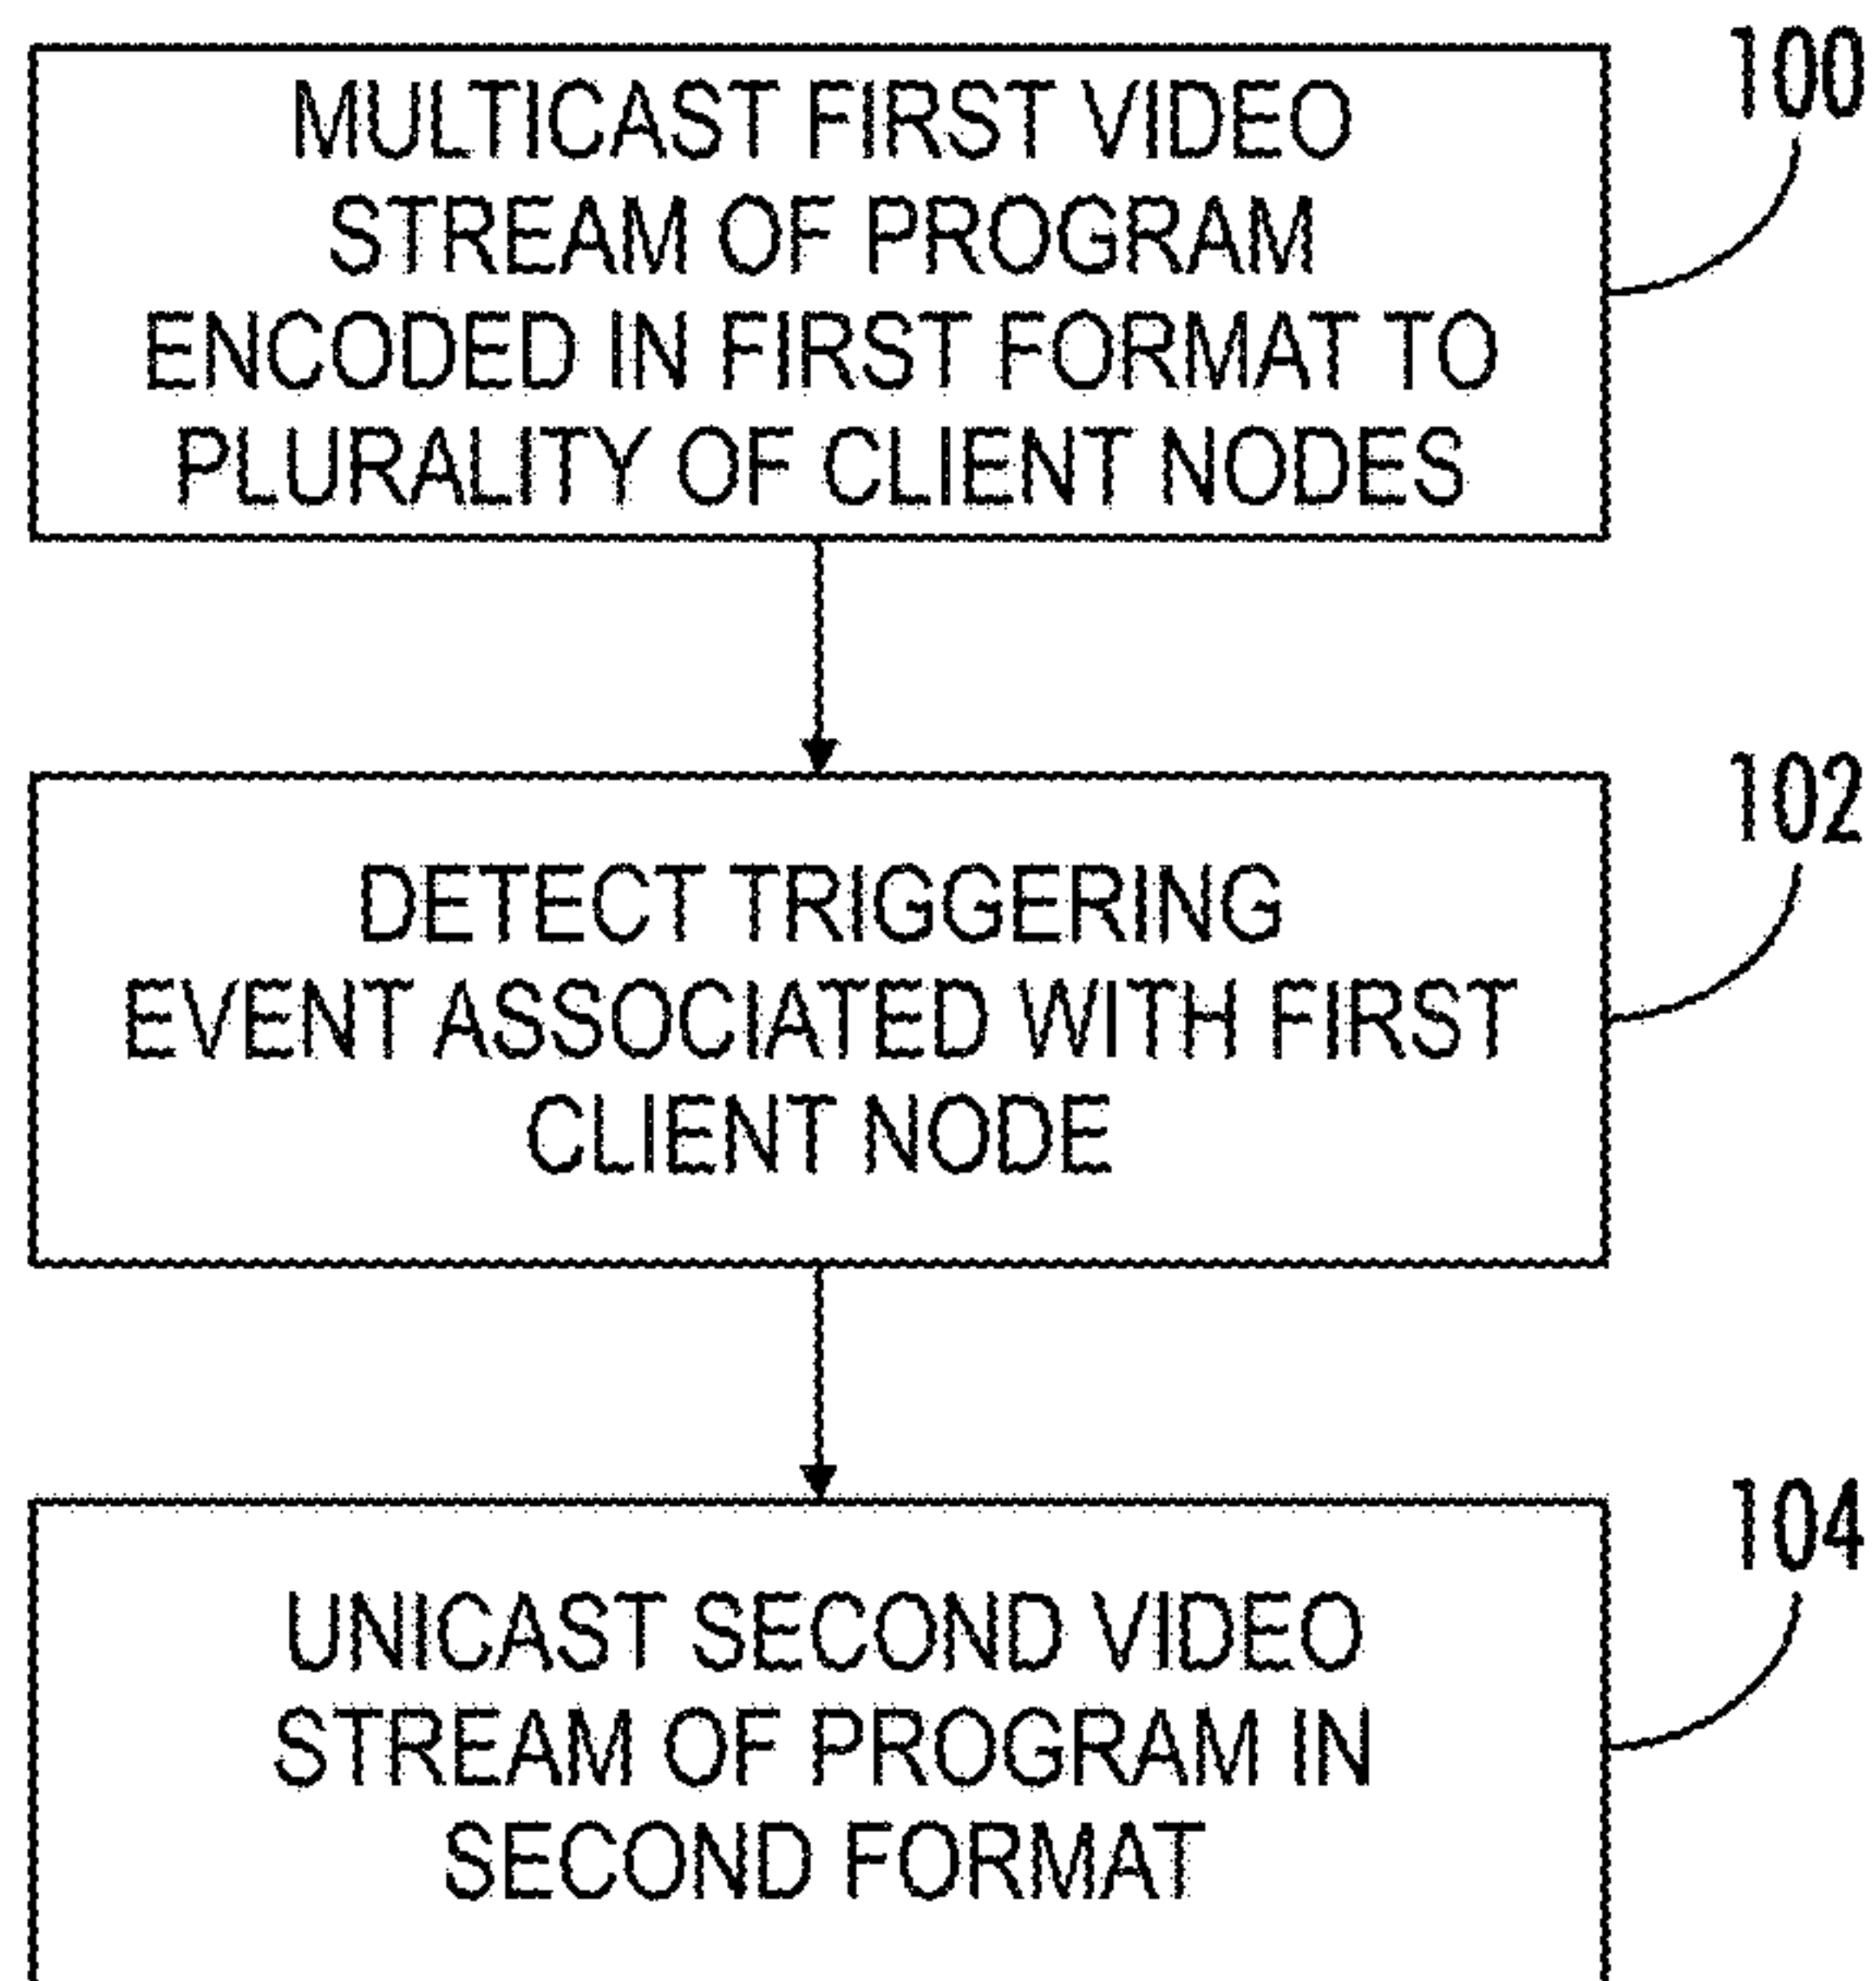 100
MULTICAST FIRST VIDEO
STREAM OF PROGRAM
ENCODED IN FIRST FORMAT TO
PLURALITY OF CLIENT NODES
102
DETECT TRIGGERING
EVENT ASSOCIATED WITH FIRST
CLIENT NODE
104
UNICAST SECOND VIDEO
STREAM OF PROGRAM IN
SECOND FORMAT